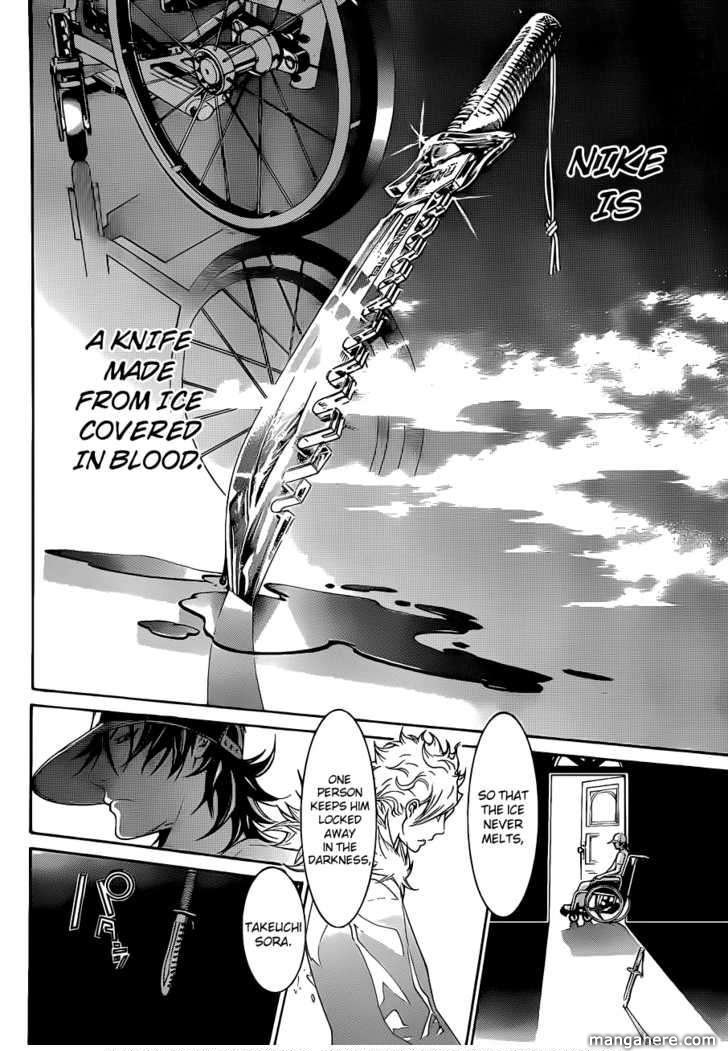 NIKE
IS
A KNIFE
MADE
FROM ICE
COVERED
IN BLOOD.
SO THAT
THE ICE
NEVER
MELTS,
ONE
PERSON
KEEPS HIM
LOCKED
AWAY
IN THE
DARKNESS,
TAKEUCHI
SORA.
mangahere.com